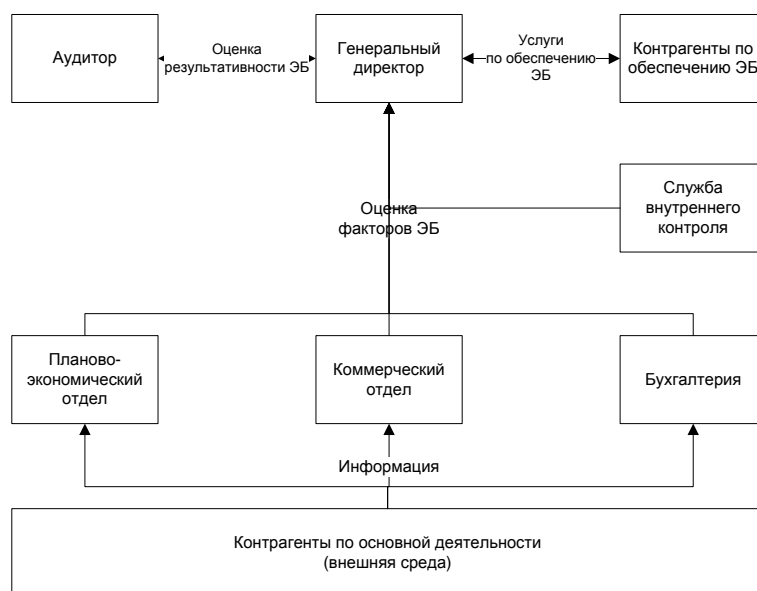 Аудитор
Оценка
результативности ЭБ
Генеральный
директор
Услуги
по обеспечению
ЭБ
Контрагенты по
обеспечению ЭБ
Служба
внутреннего
контроля
Оценка
факторов ЭБ
Планово-
экономический
отдел
Коммерческий
отдел
Бухгалтерия
Информация
Контрагенты по основной деятельности
(внешняя среда)